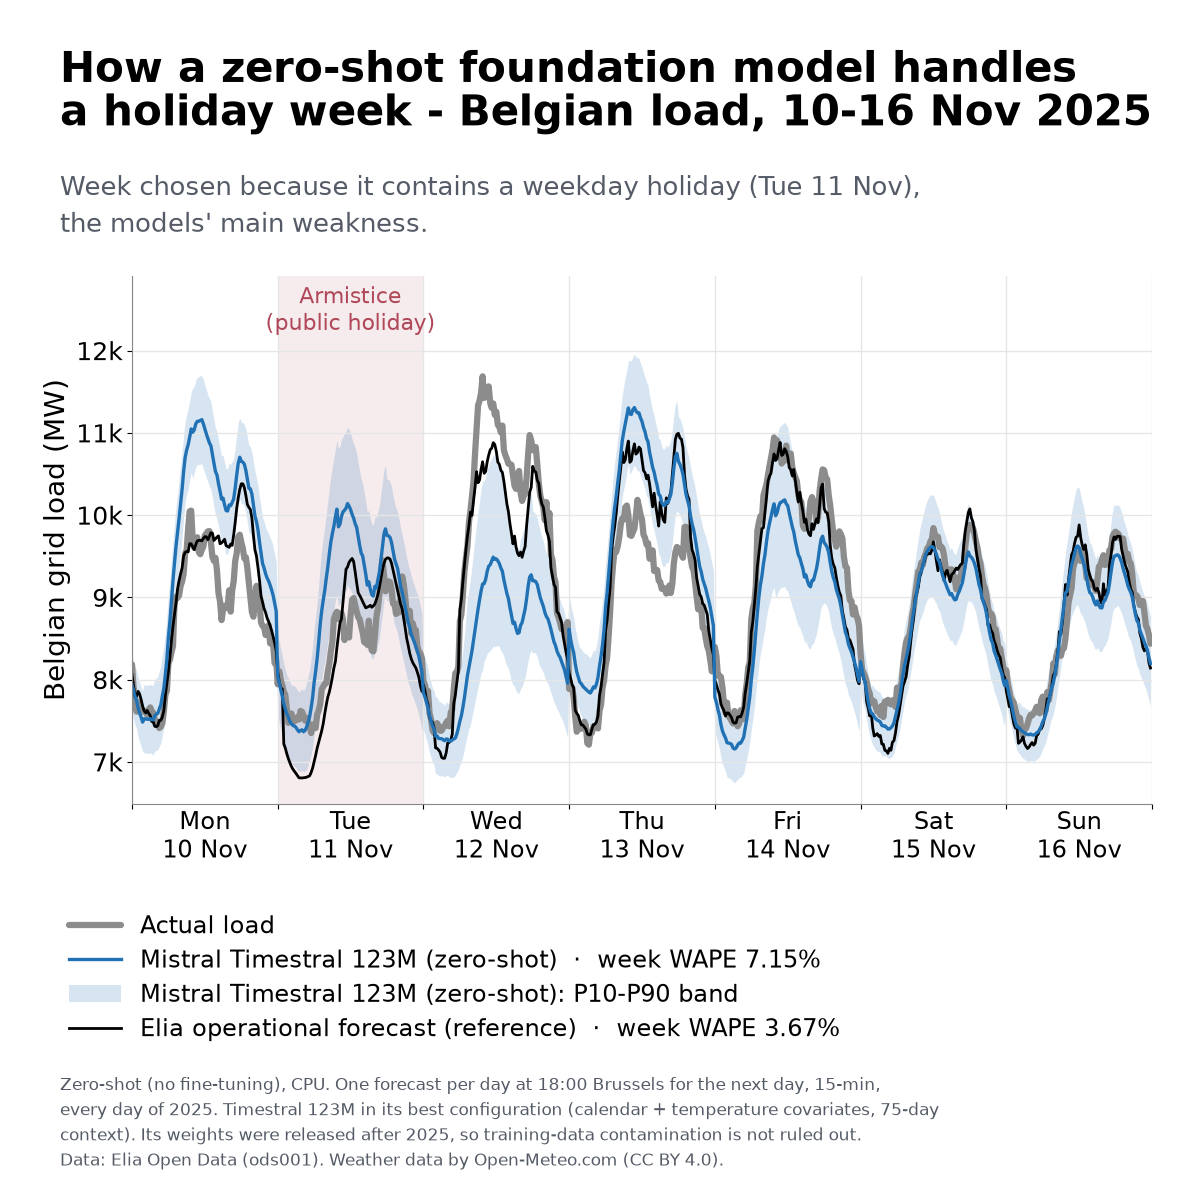 How a zero-shot foundation model handles
a holiday week - Belgian load, 10-16 Nov 2025
Week chosen because it contains a weekday holiday (Tue 11 Nov),
the models' main weakness.
Armistice
(public holiday)
Belgian grid load (MW)
12k
11k
10k
9k
8k
7k
Mon
10 Nov
Tue
11 Nov
Wed
12 Nov
Thu
13 Nov
Fri
14 Nov
Sat
15 Nov
Sun
16 Nov
Actual load
Mistral Timestral 123M (zero-shot) · week WAPE 7.15%
Mistral Timestral 123M (zero-shot): P10-P90 band
Elia operational forecast (reference) · week WAPE 3.67%
Zero-shot (no fine-tuning), CPU. One forecast per day at 18:00 Brussels for the next day, 15-min,
every day of 2025. Timestral 123M in its best configuration (calendar + temperature covariates, 75-day
context). Its weights were released after 2025, so training-data contamination is not ruled out.
Data: Elia Open Data (ods001). Weather data by Open-Meteo.com (CC BY 4.0).